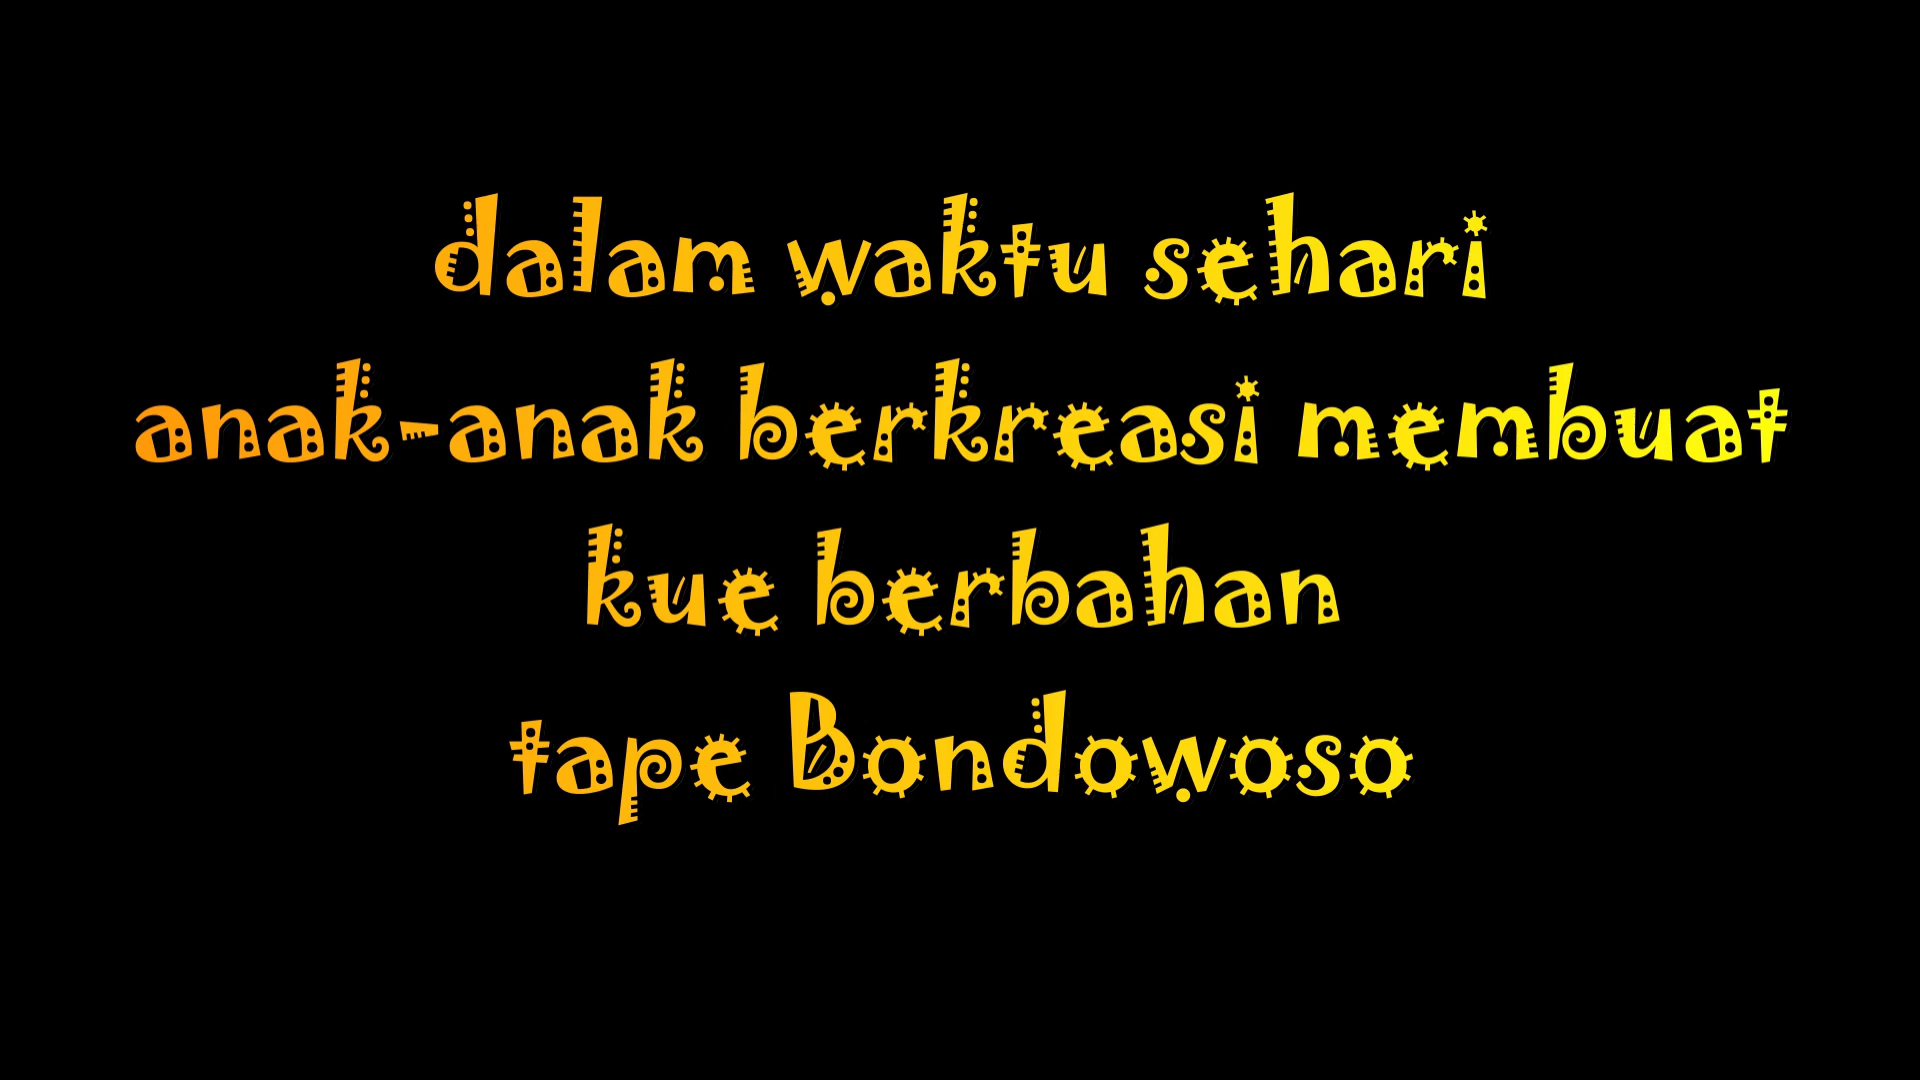 dalam waktu sehari
anak-anak berkreasi membuat
kue berbahan
tape Bondowoso